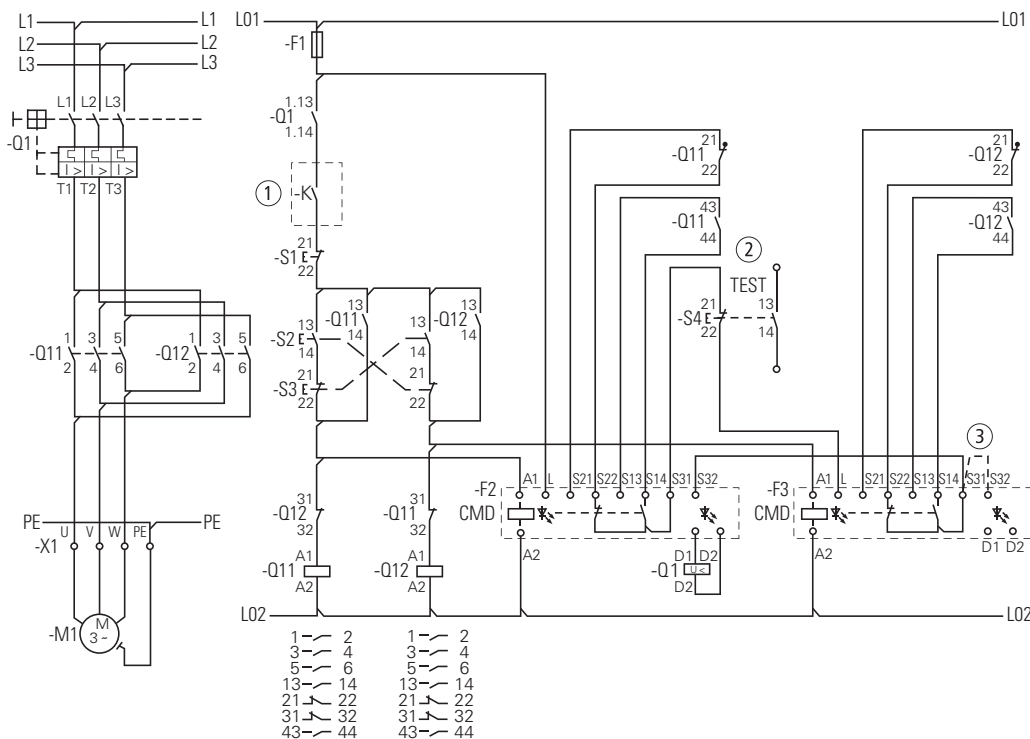 L1 L1 L01 L01
L2 L2
L3 L3 -F1
L1 L2 L3
1.13
-Q1
1.14
-Q1
I > I > I >
T1 T2 T3
21 21
-Q11 -Q12
22 22
1 -K
43 43
-Q11 -Q12
44 44
21
-S1 E
22
2
TEST
21 13
-S4 E
22 14
13 13 13 13
-S2 E -Q11 -Q12
14 14 14 14
1 3 5 1 3 5
-Q11 -Q12
2 4 6 2 4 6
21 21
-S3 E
22 22
3
A1 L S21 S22 S13 S14 S31 S32 A1 L S21 S22 S13 S14 S31 S32
-F2 -F3
CMD CMD
31 31
-Q12 -Q11
32 32
PE PE
U V W PE
-X1
A2 D1 D2 A2 D1 D2
A1 A1
-Q11 -Q12 -Q1 U <
A2 A2 D2
L02 L02
-M1 M
3 ~
1 2 1 2
3 4 3 4
5 6 5 6
13 14 13 14
21 22 21 22
31 32 31 32
43 44 43 44